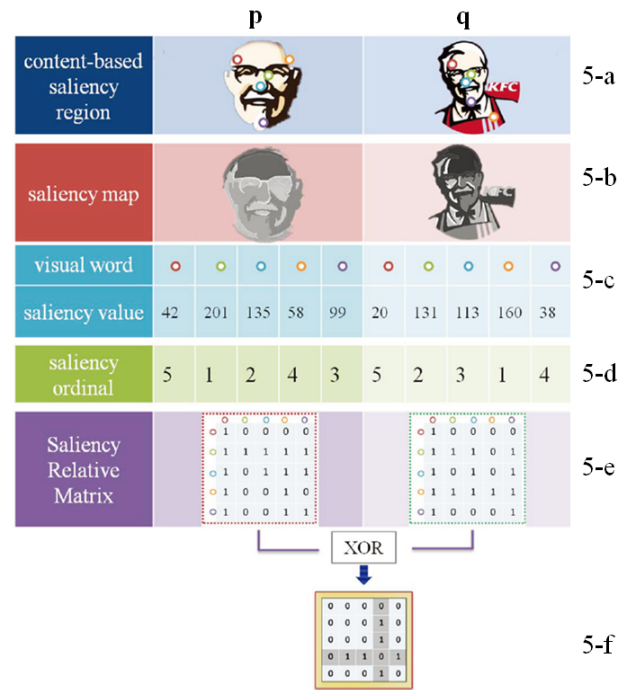 p q
content-based
saliency
region
KFC
5-a
saliency map
KFC
5-b
visual word
5-c
saliency value 42 201 135 58 99 20 131 113 160 38
saliency
ordinal
5 1 2 4 3 5 2 3 1 4
5-d
Saliency
Relative
Matrix
1 0 0 0 0
1 1 1 1 1
1 0 1 1 1
1 0 0 1 0
1 0 0 1 1
1 0 0 0 0
1 1 1 0 1
1 0 1 0 1
1 1 1 1 1
1 0 0 0 1
5-e
XOR
0 0 0 0 0
0 0 0 1 0
0 0 0 1 0
0 1 1 0 1
0 0 0 1 0
5-f